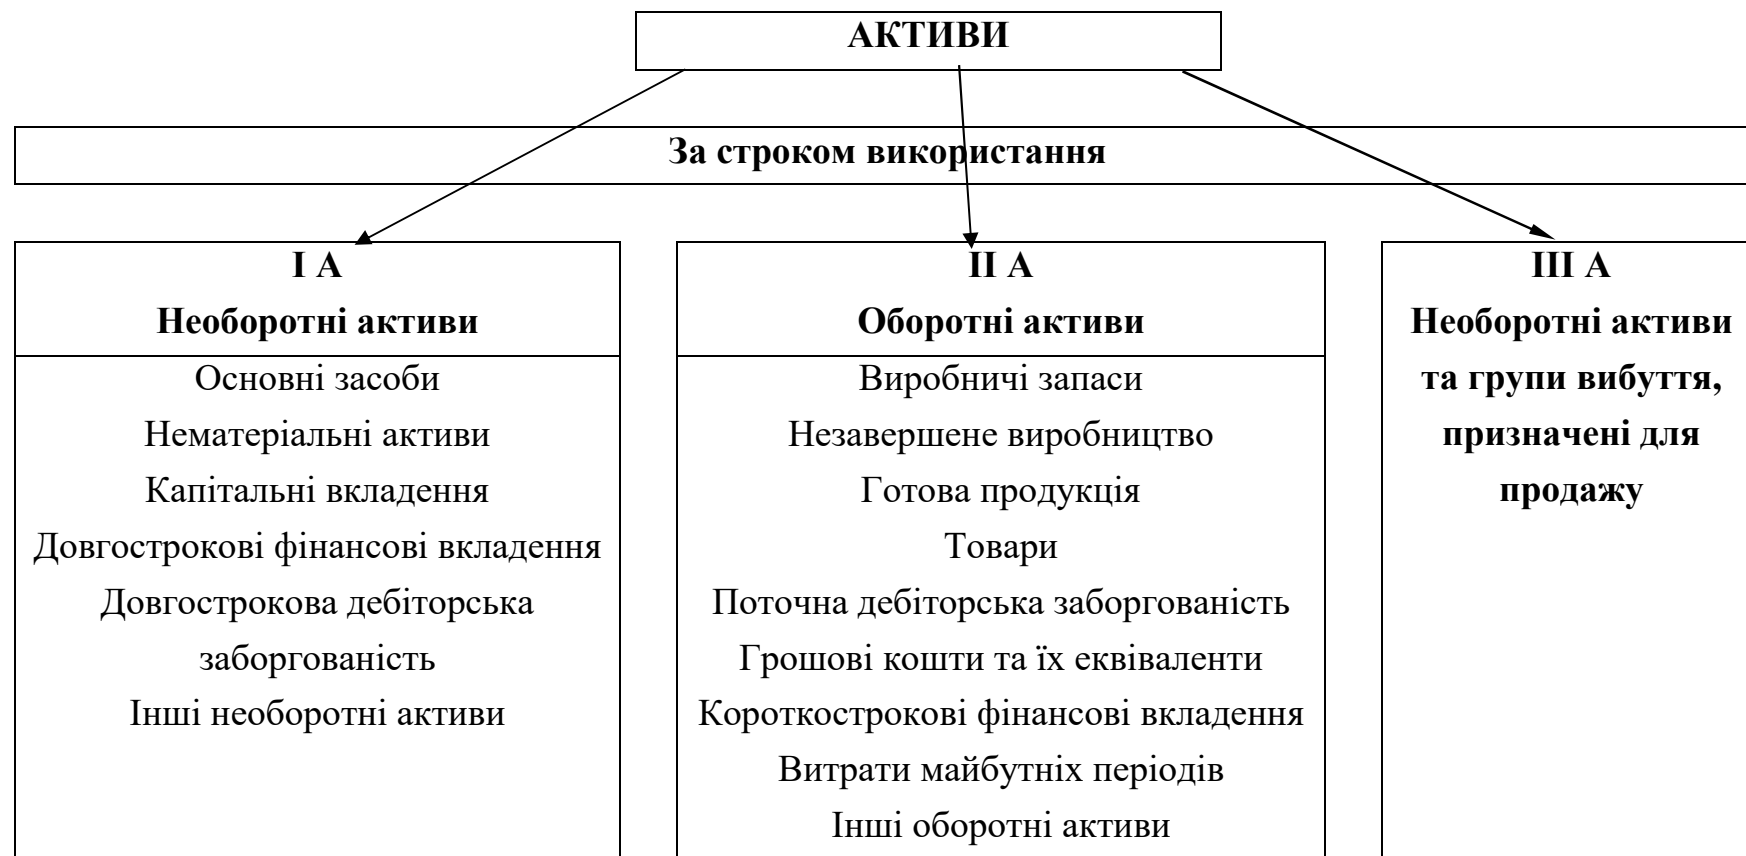 АКТИВИ
За строком використання
І А
Необоротні активи
Основні засоби
Нематеріальні активи
Капітальні вкладення
Довгострокові фінансові вкладення
Довгострокова дебіторська
заборгованість
Інші необоротні активи
ІІ А
Оборотні активи
Виробничі запаси
Незавершене виробництво
Готова продукція
Товари
Поточна дебіторська заборгованість
Грошові кошти та їх еквіваленти
Короткострокові фінансові вкладення
Витрати майбутніх періодів
Інші оборотні активи
ІІІ А
Необоротні активи
та групи вибуття,
призначені для
продажу